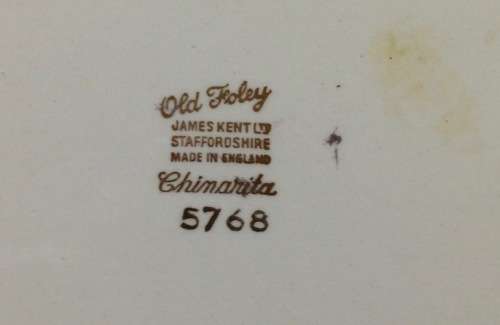 Old Foley
JAMES KENT LTD
STAFFORDSHIRE
MADE IN ENGLAND
Chinarita
5768